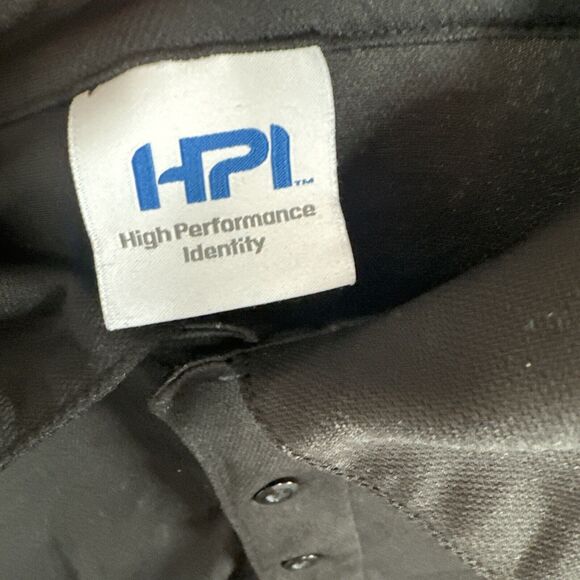 HPI™
High Performance
Identity